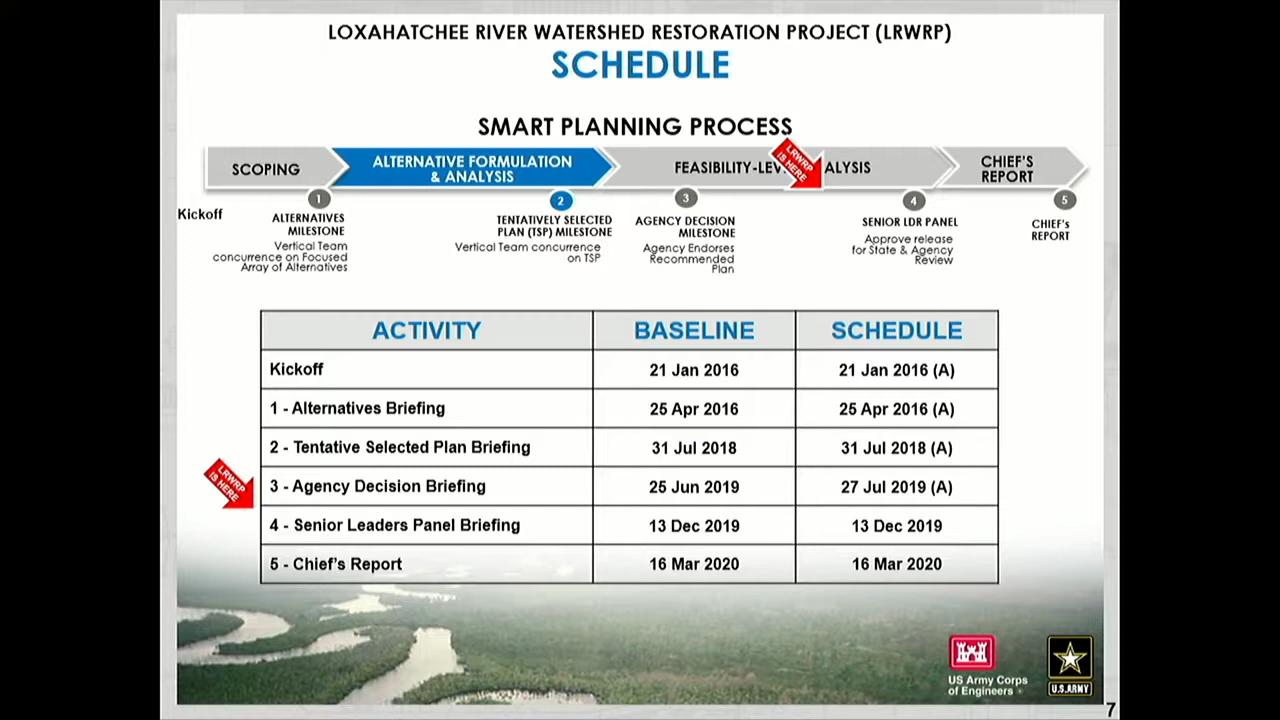 LOXAHATCHEE RIVER WATERSHED RESTORATION PROJECT (LRWRP)
SCHEDULE
SMART PLANNING PROCESS
SCOPING
ALTERNATIVE FORMULATION
& ANALYSIS
FEASIBILITY-LEV ALYSIS
LRWRP
IS HERE
CHIEF'S
REPORT
Kickoff
1
ALTERNATIVES
MILESTONE
Vertical Team
concurrence on Focused
Array of Alternatives
2
TENTATIVELY SELECTED
PLAN (TSP) MILESTONE
Vertical Team concurrence
on TSP
3
AGENCY DECISION
MILESTONE
Agency Endorses
Recommended
Plan
4
SENIOR LDR PANEL
Approve release
for State & Agency
Review
5
CHIEF's
REPORT
ACTIVITY BASELINE SCHEDULE
Kickoff 21 Jan 2016 21 Jan 2016 (A)
1 - Alternatives Briefing 25 Apr 2016 25 Apr 2016 (A)
2 - Tentative Selected Plan Briefing 31 Jul 2018 31 Jul 2018 (A)
LRWRP
IS HERE
3 - Agency Decision Briefing 25 Jun 2019 27 Jul 2019 (A)
4 - Senior Leaders Panel Briefing 13 Dec 2019 13 Dec 2019
5 - Chief's Report 16 Mar 2020 16 Mar 2020
US Army Corps
of Engineers
U.S.ARMY
7